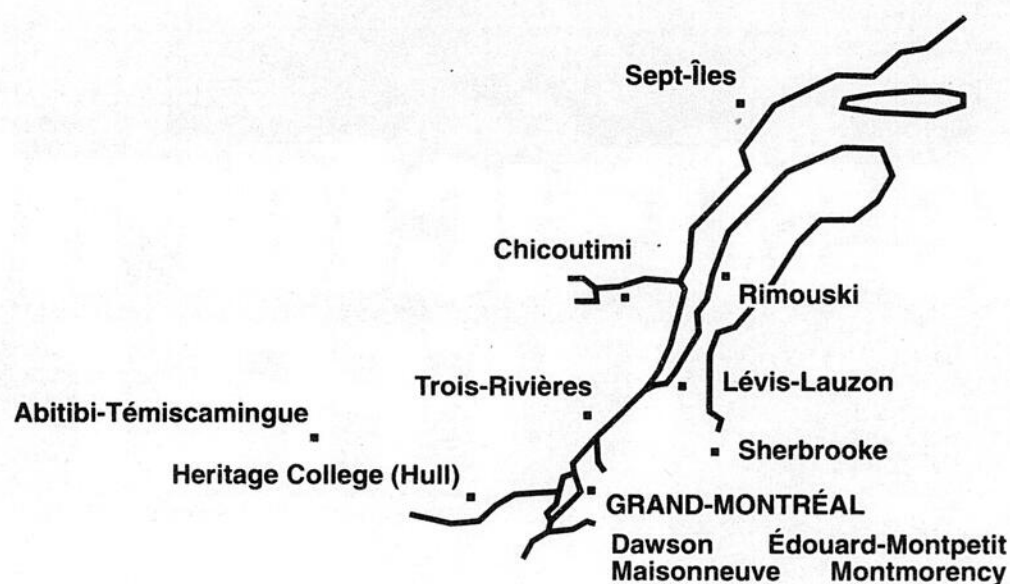 Sept-Îles
Chicoutimi
Rimouski
Trois-Rivières
Lévis-Lauzon
Abitibi-Témiscamingue
Sherbrooke
Heritage College (Hull)
GRAND-MONTRÉAL
Dawson Édouard-Montpetit
Maisonneuve Montmorency